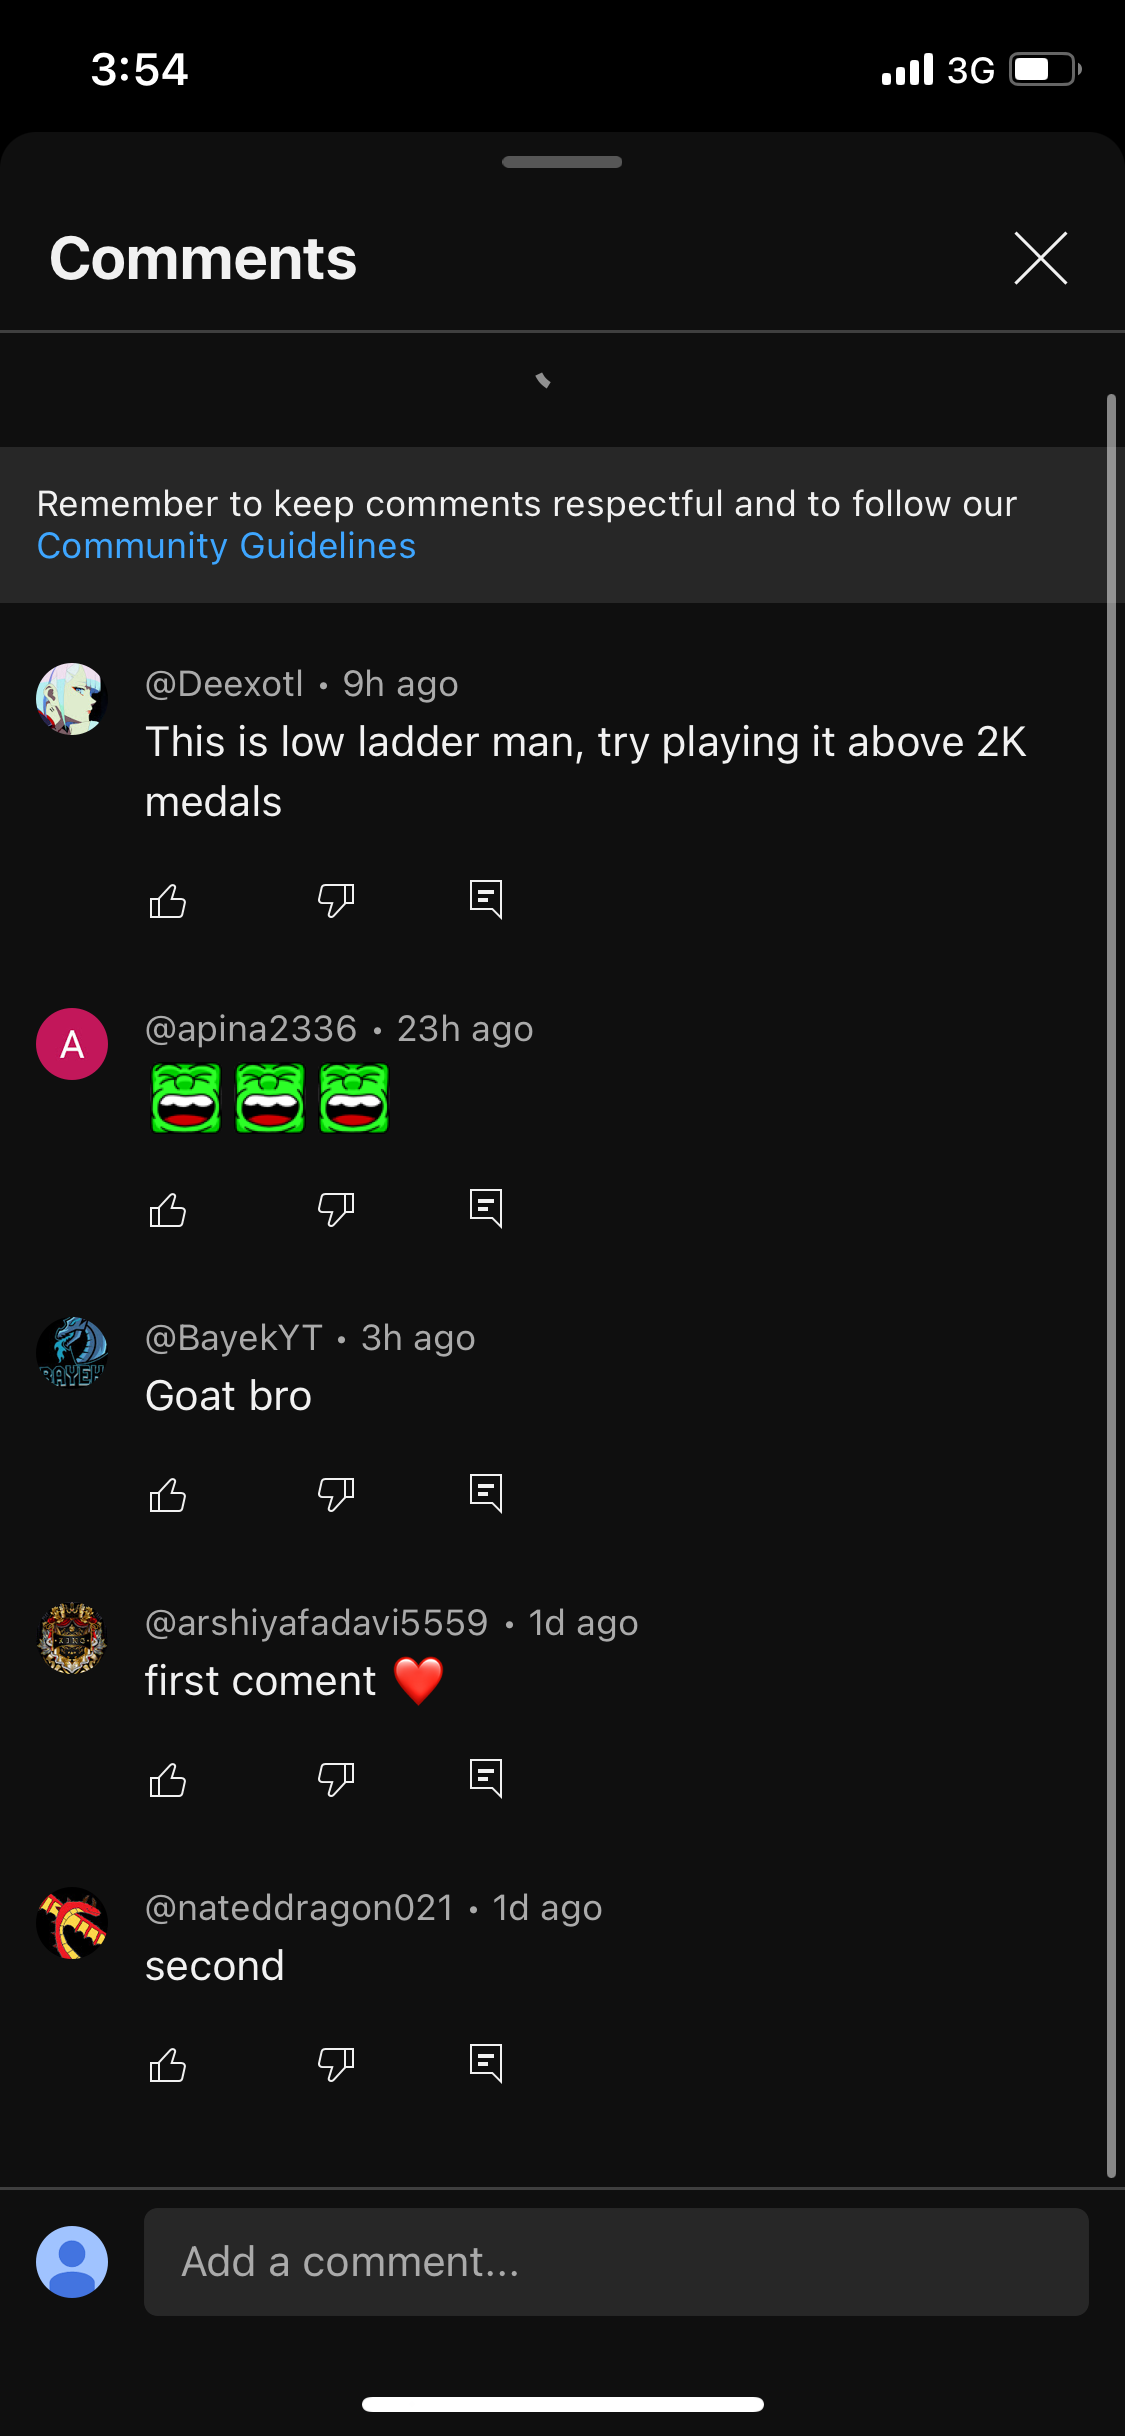 3:54
3G
Comments
Remember to keep comments respectful and to follow our
Community Guidelines
@Deexotl • 9h ago
This is low ladder man, try playing it above 2K
medals
A
@apina2336 • 23h ago
@BayekYT • 3h ago
BAYEK
Goat bro
@arshiyafadavi5559 • 1d ago
KING
first coment ❤️
@nateddragon021 • 1d ago
second
Add a comment...